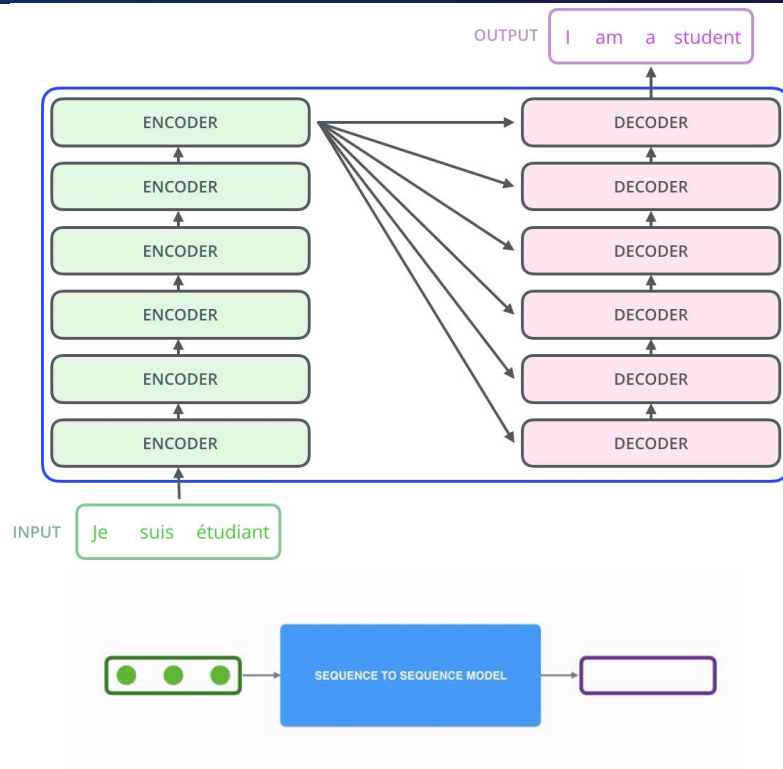 OUTPUT I am a student
ENCODER DECODER
ENCODER DECODER
ENCODER DECODER
ENCODER DECODER
ENCODER DECODER
ENCODER DECODER
INPUT Je suis étudiant
SEQUENCE TO SEQUENCE MODEL